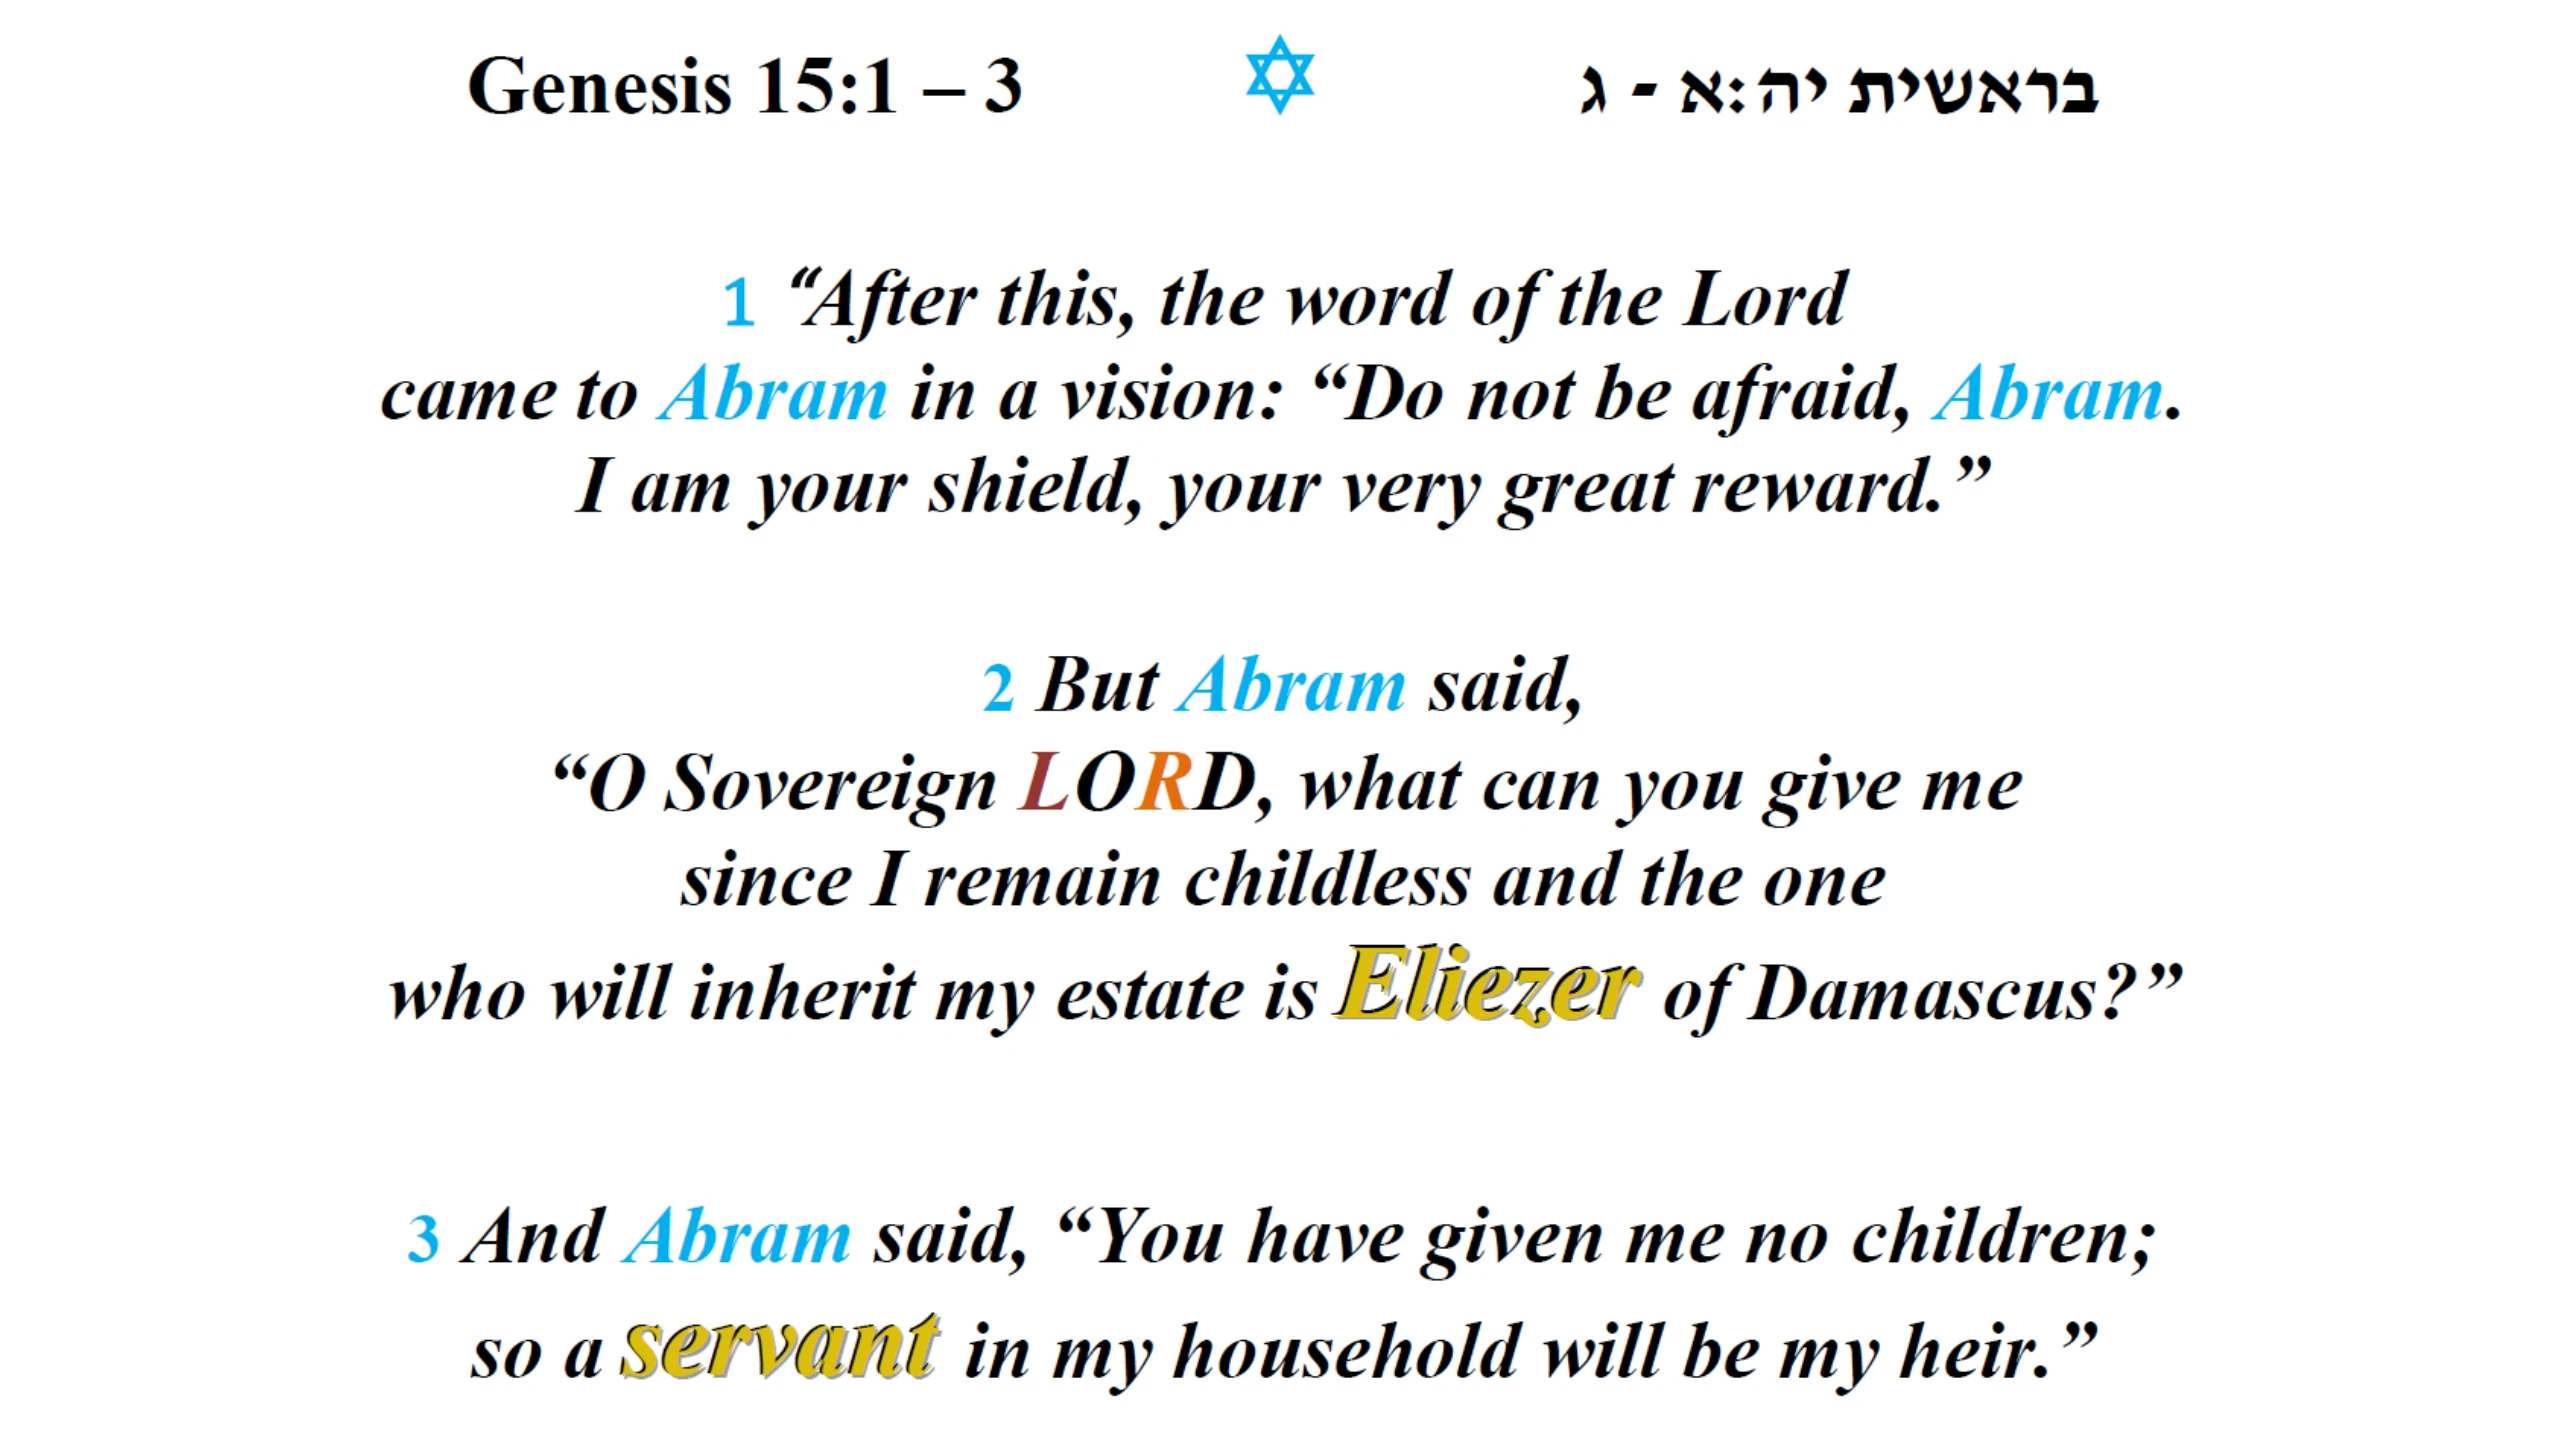 Genesis 15:1 – 3 ✡ בראשית יה:א - ג
1 “After this, the word of the Lord
came to Abram in a vision: “Do not be afraid, Abram.
I am your shield, your very great reward.”
2 But Abram said,
“O Sovereign LORD, what can you give me
since I remain childless and the one
who will inherit my estate is Eliezer of Damascus?”
3 And Abram said, “You have given me no children;
so a servant in my household will be my heir.”